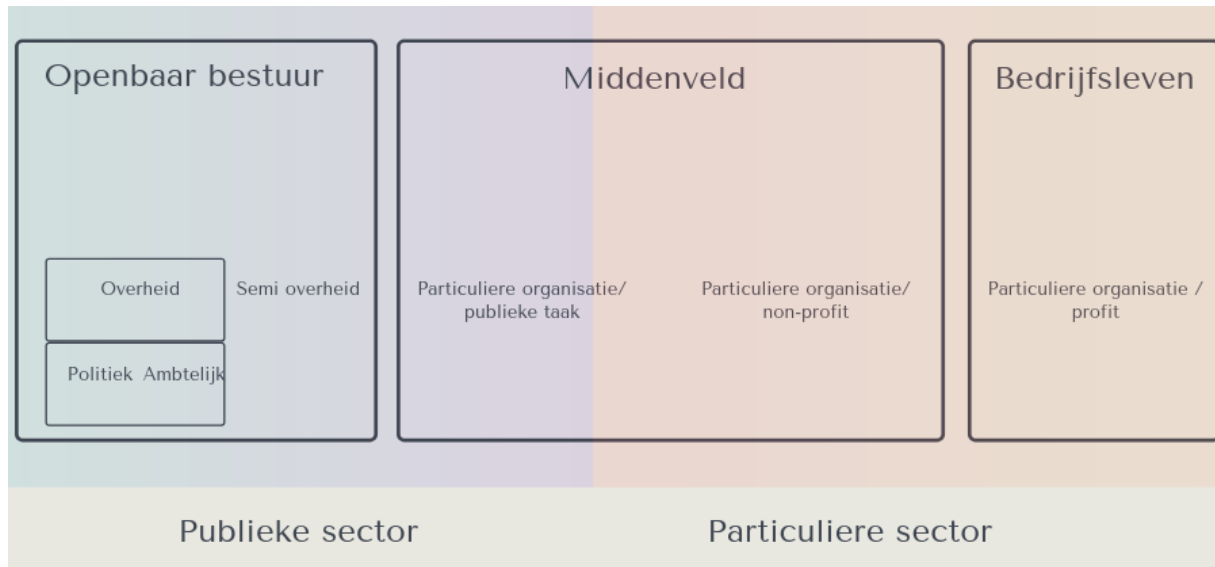 Openbaar bestuur
Middenveld
Bedrijfsleven
Overheid
Semi overheid
Particuliere organisatie/
publieke taak
Particuliere organisatie/
non-profit
Particuliere organisatie /
profit
Politiek Ambtelijk
Publieke sector
Particuliere sector